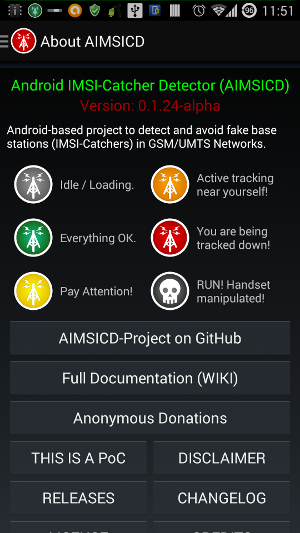 11:51
About AIMSICD
Android IMSI-Catcher Detector (AIMSICD)
Version: 0.1.24-alpha
Android-based project to detect and avoid fake base
stations (IMSI-Catchers) in GSM/UMTS Networks.
Idle / Loading.
Active tracking
near yourself!
Everything OK.
You are being
tracked down!
Pay Attention!
RUN! Handset
manipulated!
AIMSICD-Project on GitHub
Full Documentation (WIKI)
Anonymous Donations
THIS IS A PoC
DISCLAIMER
RELEASES
CHANGELOG